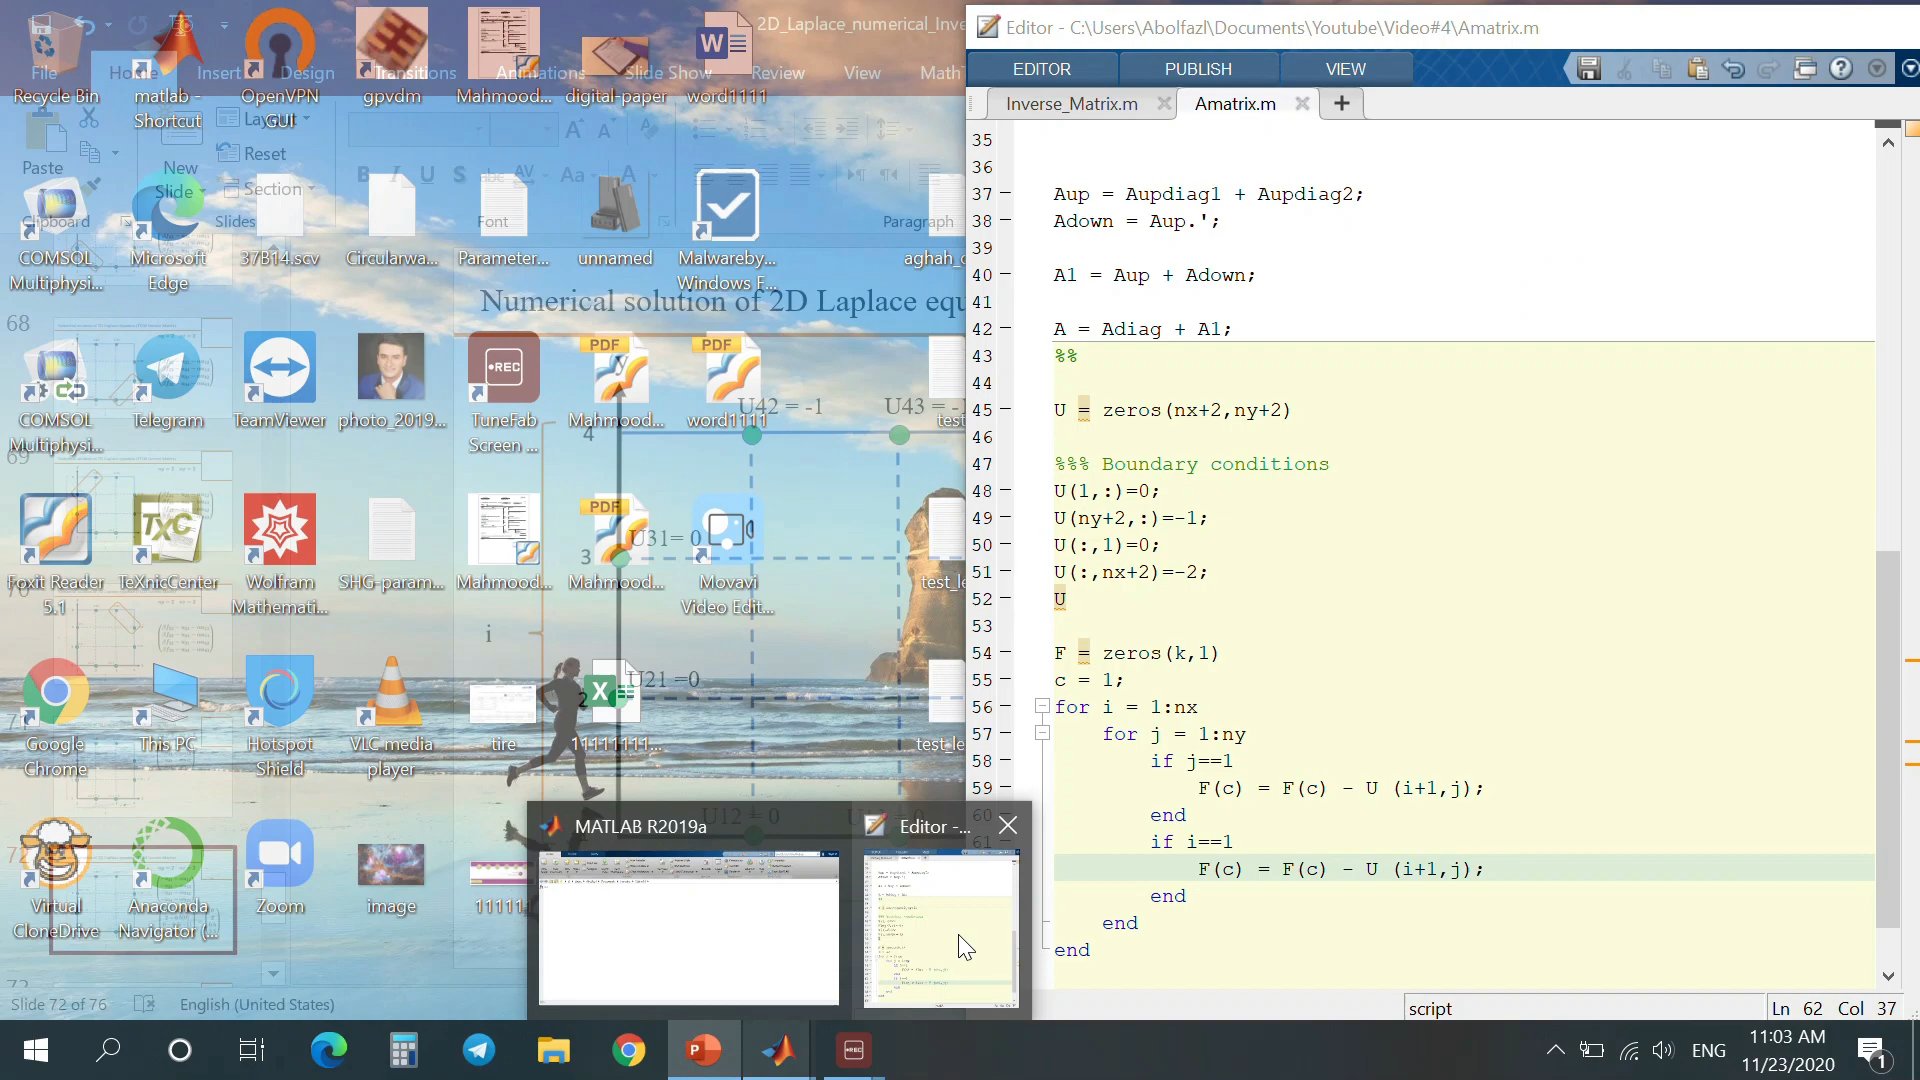 2D_Laplace_numerical_Inve
File
Home
Insert
Design
Transitions
Animations
Slide Show
Review
View
Math
Recycle Bin
matlab - Shortcut
OpenVPN GUI
gpvdm
Mahmood...
digital-paper
word1111
Layout
Reset
Section
Paste
New Slide
Clipboard
Slides
Font
Paragraph
COMSOL Multiphysi...
Microsoft Edge
37B14.scv
Circularwa...
Parameter...
unnamed
Malwareby... Windows F...
aghah_c
Numerical solution of 2D Laplace equ
68
y
COMSOL Multiphysi...
Telegram
TeamViewer
photo_2019...
TuneFab Screen ...
Mahmood...
word1111
test
U42 = -1
U43 = -
4
69
Foxit Reader 5.1
TeXnicCenter
Wolfram Mathemati...
SHG-param...
Mahmood...
Mahmood...
Movavi Video Edit...
test_le
U31= 0
3
i
U21 =0
2
Google Chrome
This PC
Hotspot Shield
VLC media player
tire
11111111...
test_le
U12 = 0
72
Virtual CloneDrive
Anaconda Navigator (...
Zoom
image
11111
Slide 72 of 76
English (United States)
MATLAB R2019a
Editor -...
Editor - C:\Users\Abolfazl\Documents\Youtube\Video#4\Amatrix.m
EDITOR
PUBLISH
VIEW
Inverse_Matrix.m
Amatrix.m
35
36
37 Aup = Aupdiag1 + Aupdiag2;
38 Adown = Aup.';
39
40 A1 = Aup + Adown;
41
42 A = Adiag + A1;
43 %%
44
45 U = zeros(nx+2,ny+2)
46
47 %%% Boundary conditions
48 U(1,:)=0;
49 U(ny+2,:)=-1;
50 U(:,1)=0;
51 U(:,nx+2)=-2;
52 U
53
54 F = zeros(k,1)
55 c = 1;
56 for i = 1:nx
57 for j = 1:ny
58 if j==1
59 F(c) = F(c) - U (i+1,j);
60 end
61 if i==1
F(c) = F(c) - U (i+1,j);
end
end
end
script
Ln 62 Col 37
ENG
11:03 AM
11/23/2020
1